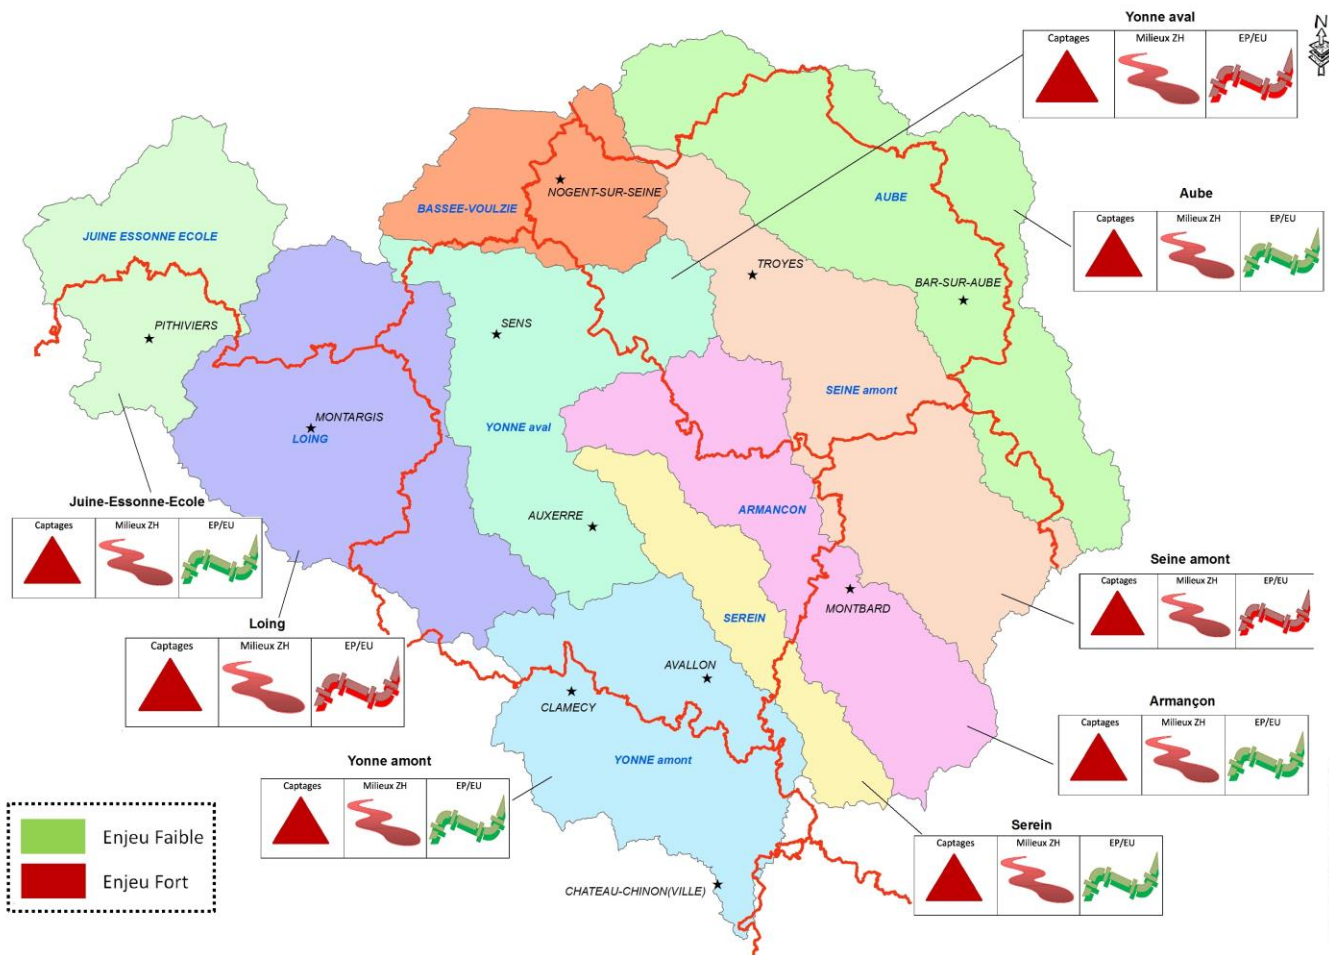 Yonne aval
Captages Milieux ZH EP/EU
N
Aube
Captages Milieux ZH EP/EU
NOGENT-SUR-SEINE
BASSEE-VOULZIE
AUBE
JUINE ESSONNE ECOLE
TROYES
BAR-SUR-AUBE
PITHIVIERS
SENS
SEINE amont
MONTARGIS
LOING
YONNE aval
Juine-Essonne-Ecole
Captages Milieux ZH EP/EU
AUXERRE
ARMANCON
Seine amont
Captages Milieux ZH EP/EU
MONTBARD
Loing
Captages Milieux ZH EP/EU
SEREIN
AVALLON
CLAMECY
Armançon
Captages Milieux ZH EP/EU
Yonne amont
Captages Milieux ZH EP/EU
YONNE amont
Serein
Captages Milieux ZH EP/EU
Enjeu Faible
Enjeu Fort
CHATEAU-CHINON(VILLE)